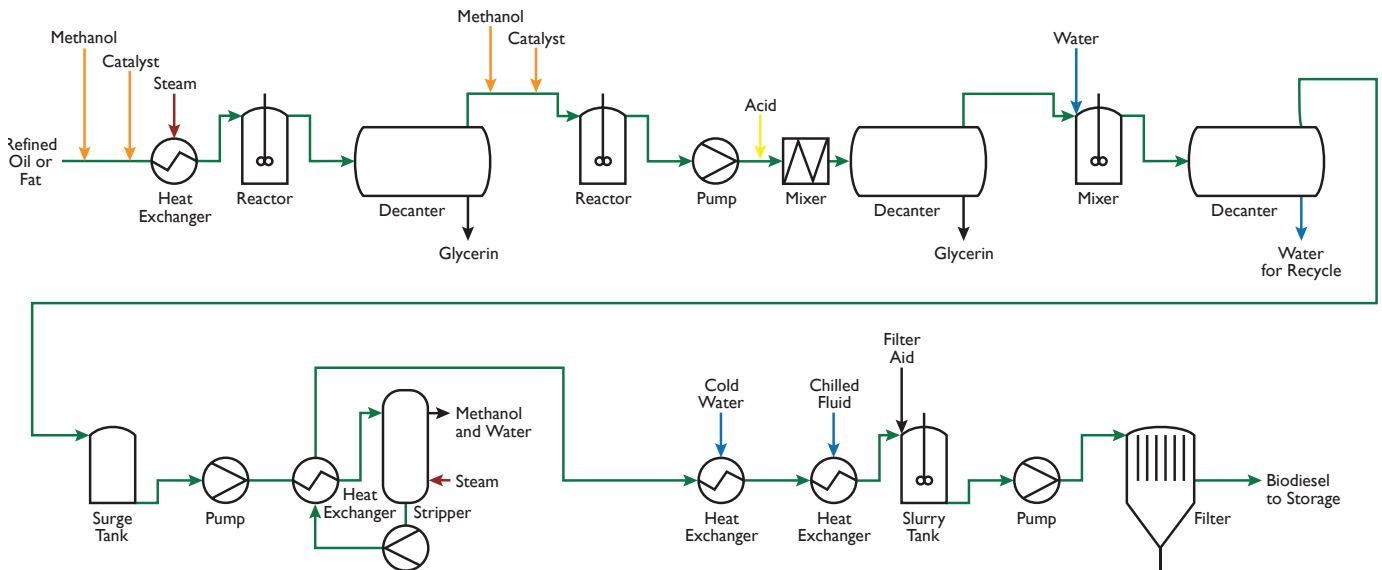 Methanol
Catalyst
Steam
Refined
Oil or
Fat
Heat
Exchanger
Reactor
Decanter
Glycerin
Methanol
Catalyst
Reactor
Pump
Acid
Mixer
Decanter
Glycerin
Water
Mixer
Decanter
Water
for Recycle
Surge
Tank
Pump
Heat
Exchanger
Methanol
and Water
Steam
Stripper
Cold
Water
Heat
Exchanger
Chilled
Fluid
Heat
Exchanger
Filter
Aid
Slurry
Tank
Pump
Filter
Biodiesel
to Storage